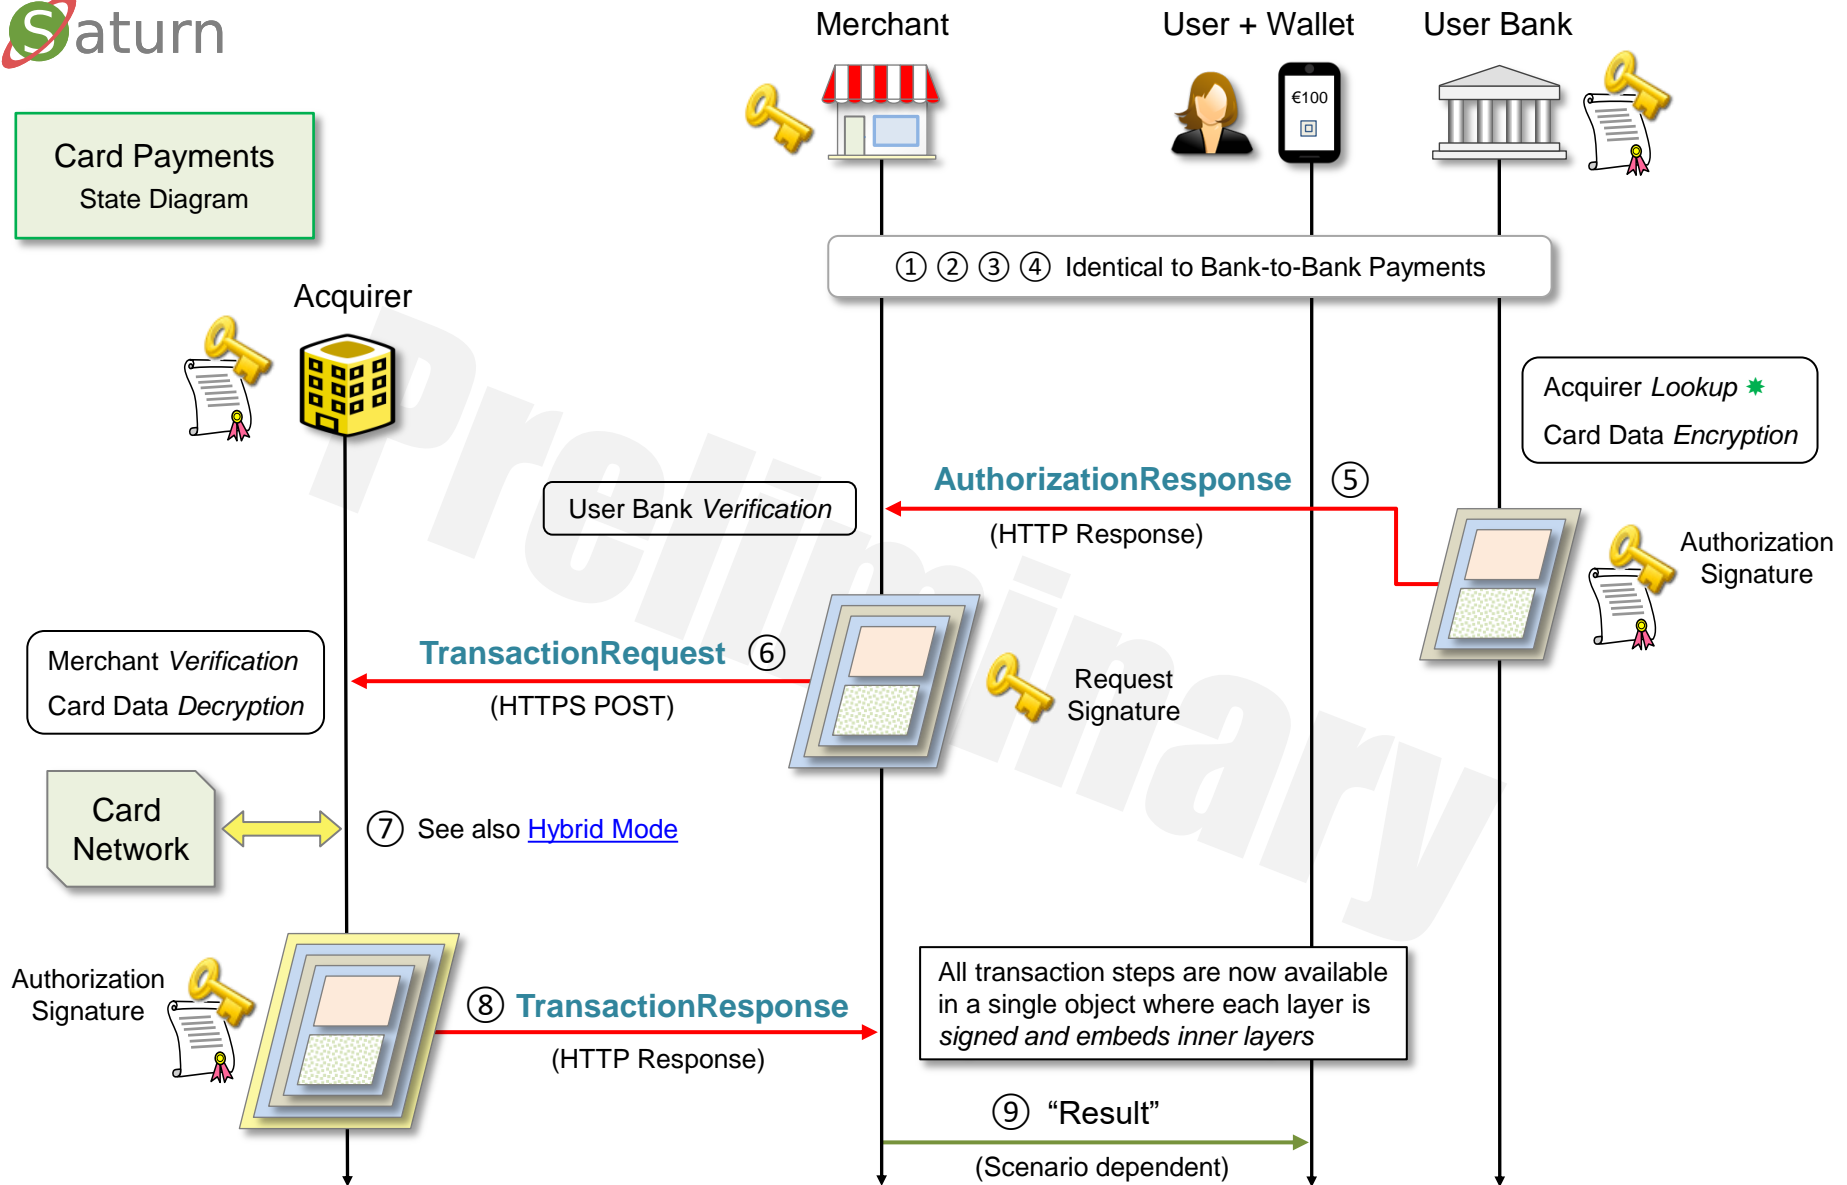 Saturn
Merchant
User + Wallet
User Bank
€100
Card Payments
State Diagram
① ② ③ ④ Identical to Bank-to-Bank Payments
Acquirer
Acquirer Lookup ✸
Card Data Encryption
AuthorizationResponse ⑤
(HTTP Response)
User Bank Verification
Authorization
Signature
Merchant Verification
Card Data Decryption
TransactionRequest ⑥
(HTTPS POST)
Request
Signature
Card
Network
⑦ See also Hybrid Mode
Authorization
Signature
⑧ TransactionResponse
(HTTP Response)
All transaction steps are now available
in a single object where each layer is
signed and embeds inner layers
⑨ “Result”
(Scenario dependent)
Preliminary